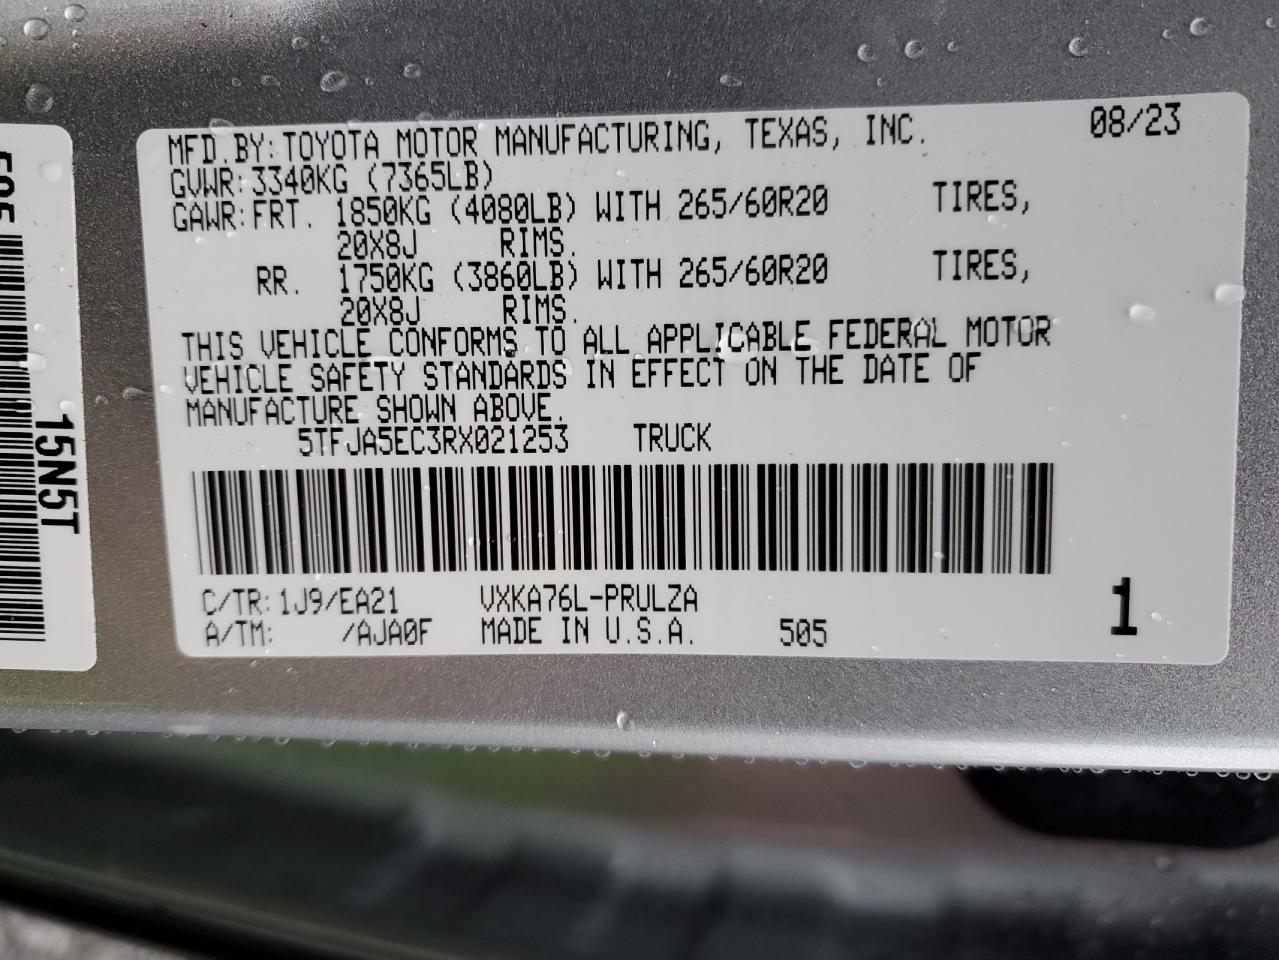 MFD.BY:TOYOTA MOTOR MANUFACTURING, TEXAS, INC. 08/23
GVWR:3340KG (7365LB)
GAWR:FRT. 1850KG (4080LB) WITH 265/60R20 TIRES,
20X8J RIMS.
RR. 1750KG (3860LB) WITH 265/60R20 TIRES,
20X8J RIMS.
THIS VEHICLE CONFORMS TO ALL APPLICABLE FEDERAL MOTOR
VEHICLE SAFETY STANDARDS IN EFFECT ON THE DATE OF
MANUFACTURE SHOWN ABOVE.
5TFJA5EC3RX021253 TRUCK
C/TR:1J9/EA21 VXKA76L-PRULZA
A/TM: /AJA0F MADE IN U.S.A. 505
1
15N5T